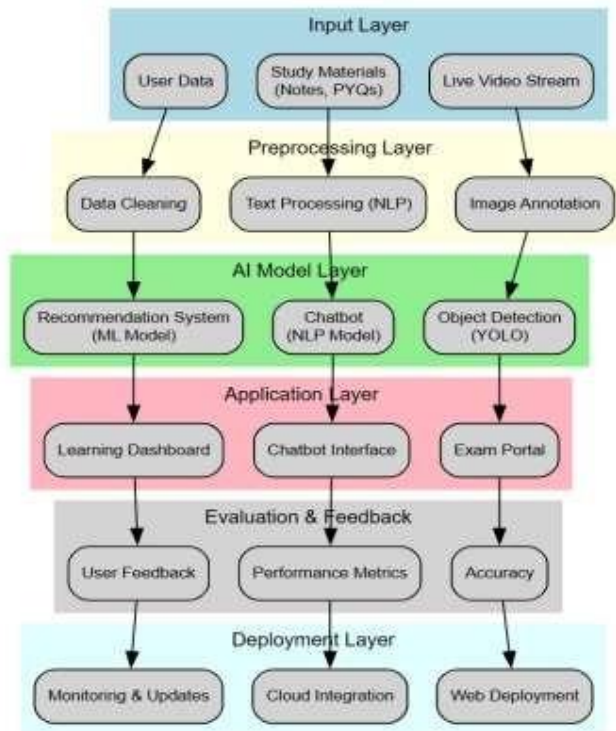 Input Layer
User Data
Study Materials
(Notes, PYQs)
Live Video Stream
Preprocessing Layer
Data Cleaning
Text Processing (NLP)
Image Annotation
AI Model Layer
Recommendation System
(ML Model)
Chatbot
(NLP Model)
Object Detection
(YOLO)
Application Layer
Learning Dashboard
Chatbot Interface
Exam Portal
Evaluation & Feedback
User Feedback
Performance Metrics
Accuracy
Deployment Layer
Monitoring & Updates
Cloud Integration
Web Deployment